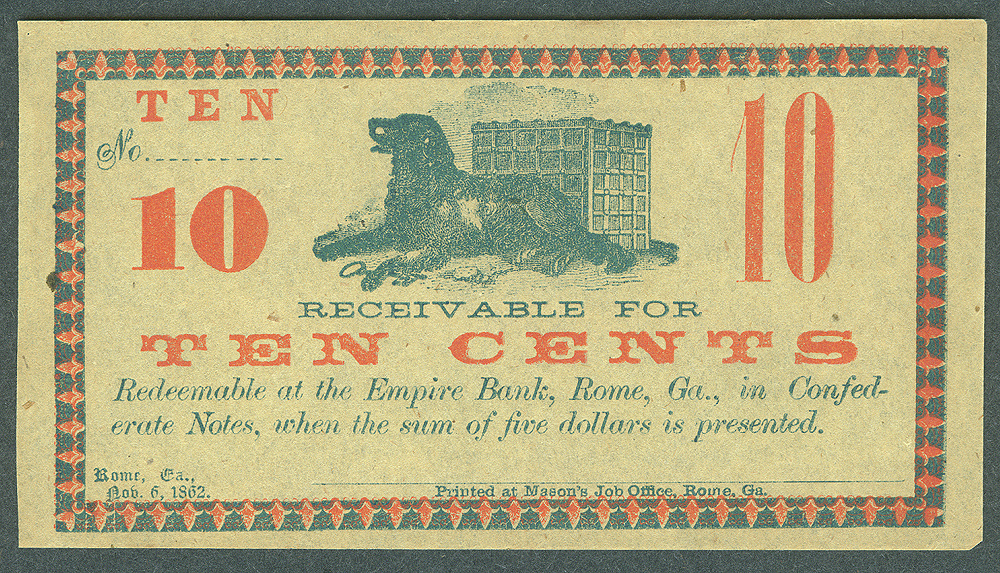 TEN
No.
10
10
RECEIVABLE FOR
TEN CENTS
Redeemable at the Empire Bank, Rome, Ga., in Confed-
erate Notes, when the sum of five dollars is presented.
Rome, Ga.,
Nov. 6, 1862.
Printed at Mason's Job Office, Rome, Ga.